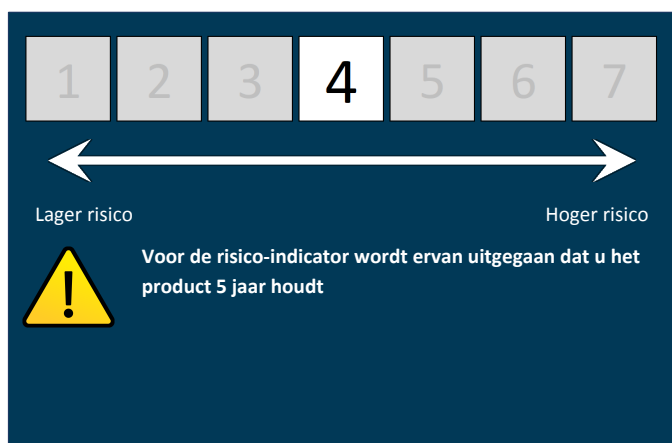 1 2 3 4 5 6 7
Lager risico Hoger risico
Voor de risico-indicator wordt ervan uitgegaan dat u het
product 5 jaar houdt